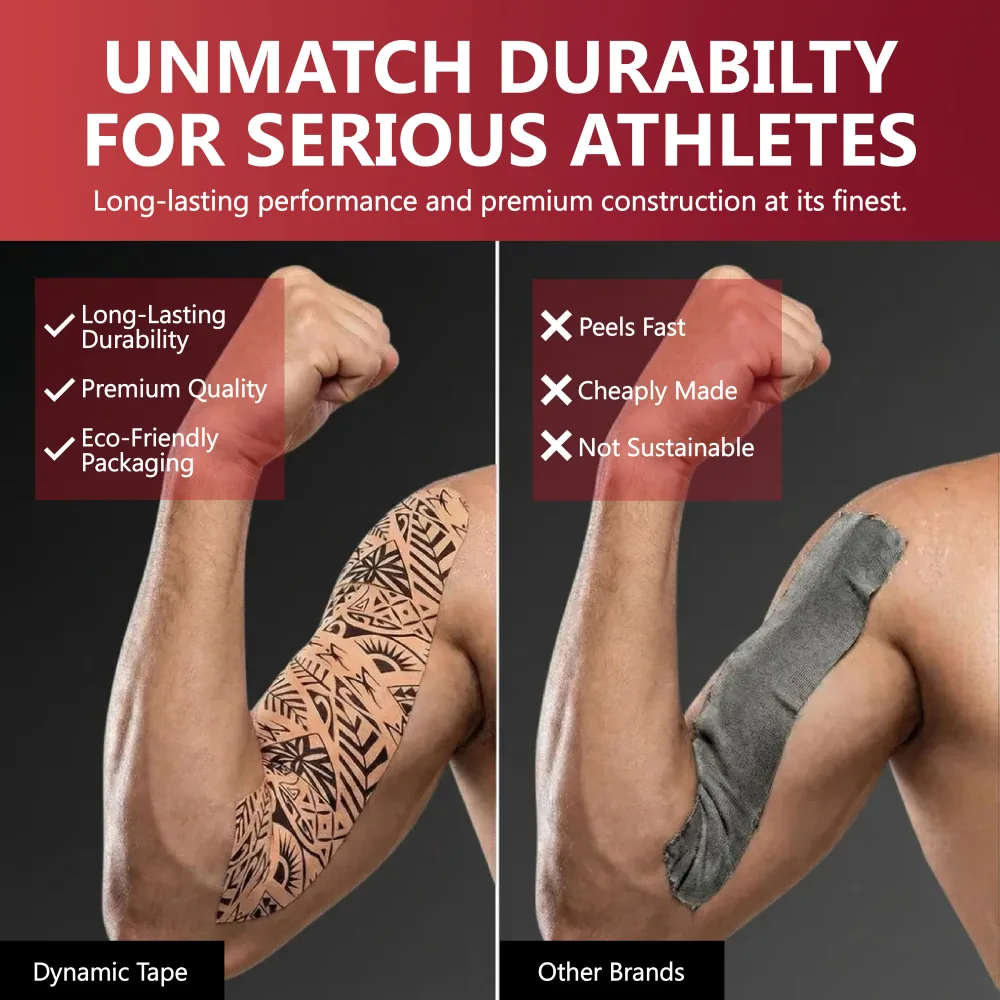 UNMATCH DURABILTY
FOR SERIOUS ATHLETES
Long-lasting performance and premium construction at its finest.
Long-Lasting
Durability
Premium Quality
Eco-Friendly
Packaging
Peels Fast
Cheaply Made
Not Sustainable
Dynamic Tape
Other Brands